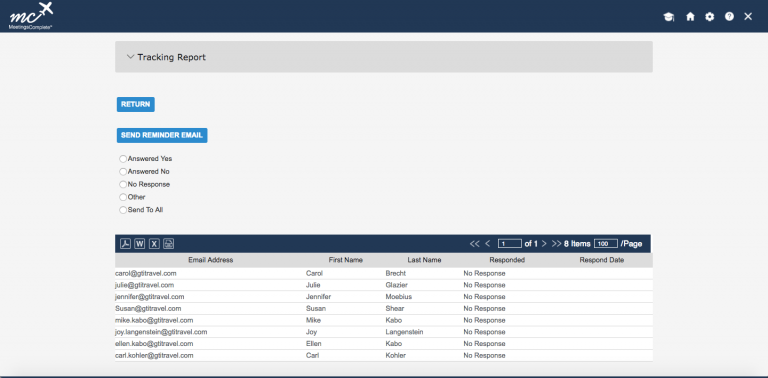 mc
MeetingsComplete
Tracking Report
RETURN
SEND REMINDER EMAIL
Answered Yes
Answered No
No Response
Other
Send To All
W X << < 1 of 1 > >> 8 Items 100 /Page
Email Address First Name Last Name Responded Respond Date
carol@gtitravel.com Carol Brecht No Response
julie@gtitravel.com Julie Glazier No Response
jennifer@gtitravel.com Jennifer Moebius No Response
Susan@gtitravel.com Susan Shear No Response
mike.kabo@gtitravel.com Mike Kabo No Response
joy.langenstein@gtitravel.com Joy Langenstein No Response
ellen.kabo@gtitravel.com Ellen Kabo No Response
carl.kohler@gtitravel.com Carl Kohler No Response